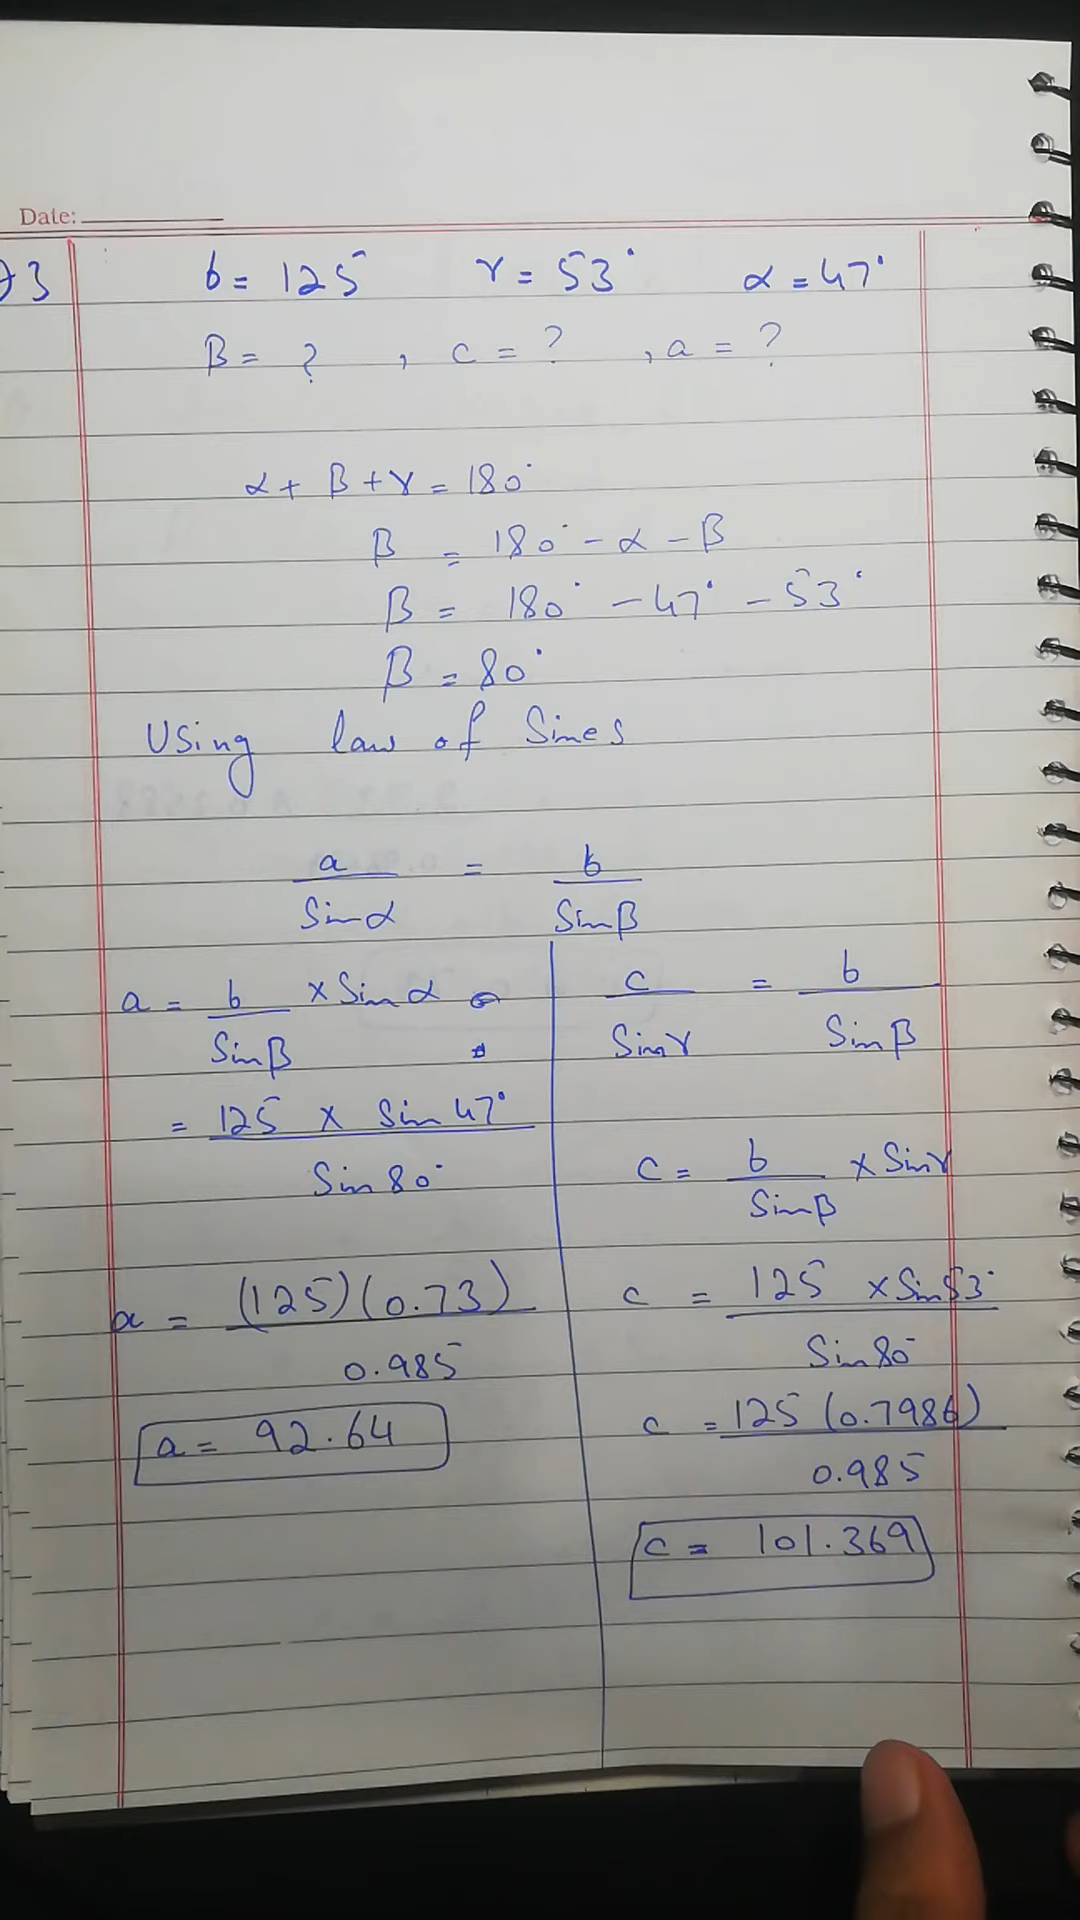 Date:
3 b = 125 γ = 53° α = 47°
β = ? , c = ? , a = ?
α + β + γ = 180°
β = 180° - α - β
β = 180° - 47° - 53°
β = 80°
Using law of Sines
a / Sinα = b / Sinβ
a = b / Sinβ × Sinα
= 125 × Sin 47° / Sin 80°
a = (125)(0.73) / 0.985
a = 92.64
c / Sinγ = b / Sinβ
c = b / Sinβ × Sinγ
c = 125 × Sin 53° / Sin 80°
c = 125 (0.7986) / 0.985
c = 101.369